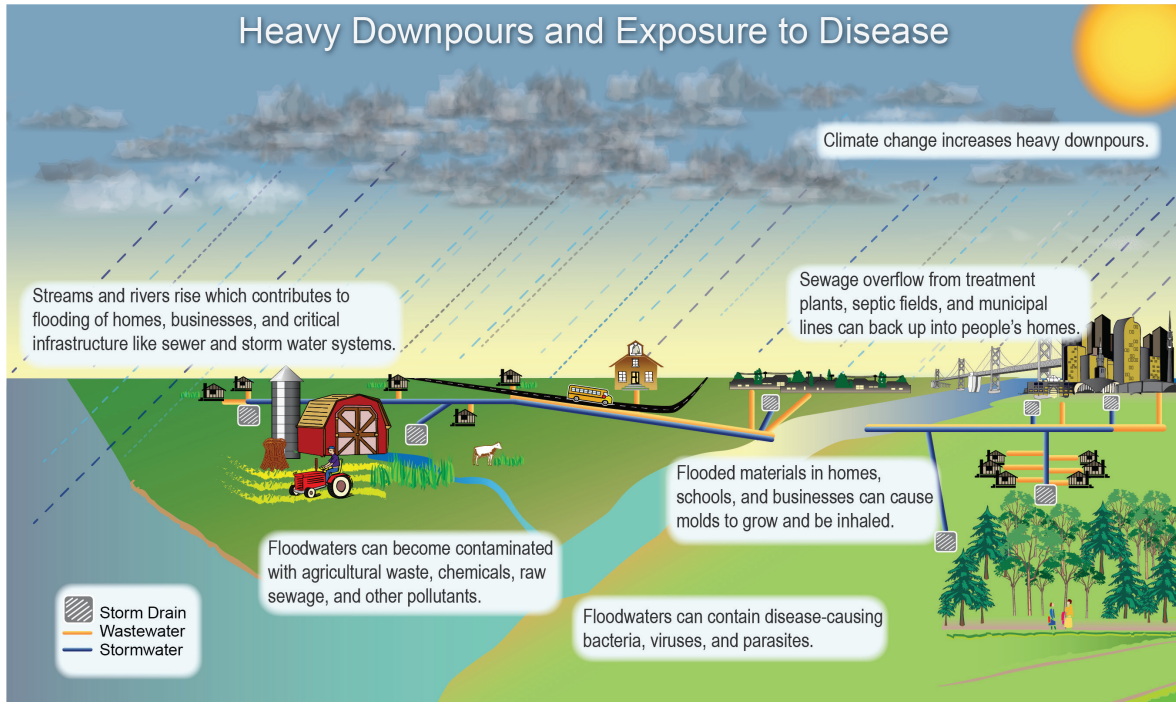 Heavy Downpours and Exposure to Disease
Climate change increases heavy downpours.
Streams and rivers rise which contributes to
flooding of homes, businesses, and critical
infrastructure like sewer and storm water systems.
Sewage overflow from treatment
plants, septic fields, and municipal
lines can back up into people’s homes.
Flooded materials in homes,
schools, and businesses can cause
molds to grow and be inhaled.
Floodwaters can become contaminated
with agricultural waste, chemicals, raw
sewage, and other pollutants.
Floodwaters can contain disease-causing
bacteria, viruses, and parasites.
Storm Drain
Wastewater
Stormwater